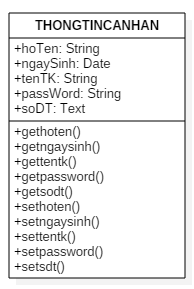 THONGTINCANHAN
+hoTen: String
+ngaySinh: Date
+tenTK: String
+passWord: String
+soDT: Text
+gethoten()
+getngaysinh()
+gettentk()
+getpassword()
+getsodt()
+sethoten()
+setngaysinh()
+settentk()
+setpassword()
+setsdt()